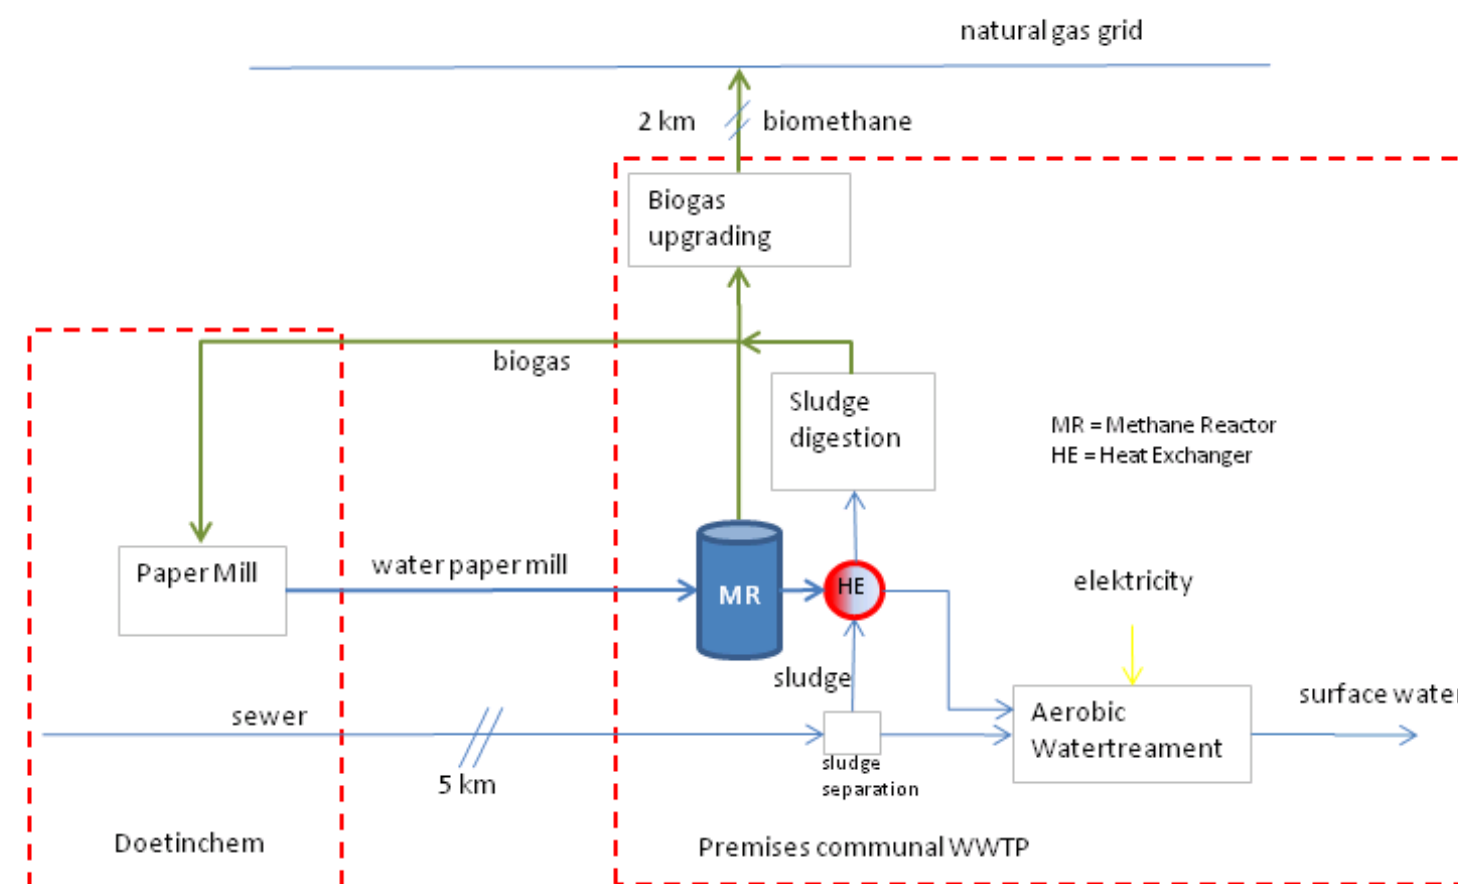 natural gas grid
2 km
biomethane
Biogas
upgrading
biogas
Sludge
digestion
MR = Methane Reactor
HE = Heat Exchanger
Paper Mill
water paper mill
MR
HE
elektricity
sludge
sewer
surface water
Aerobic
Watertreament
sludge
separation
5 km
Doetinchem
Premises communal WWTP